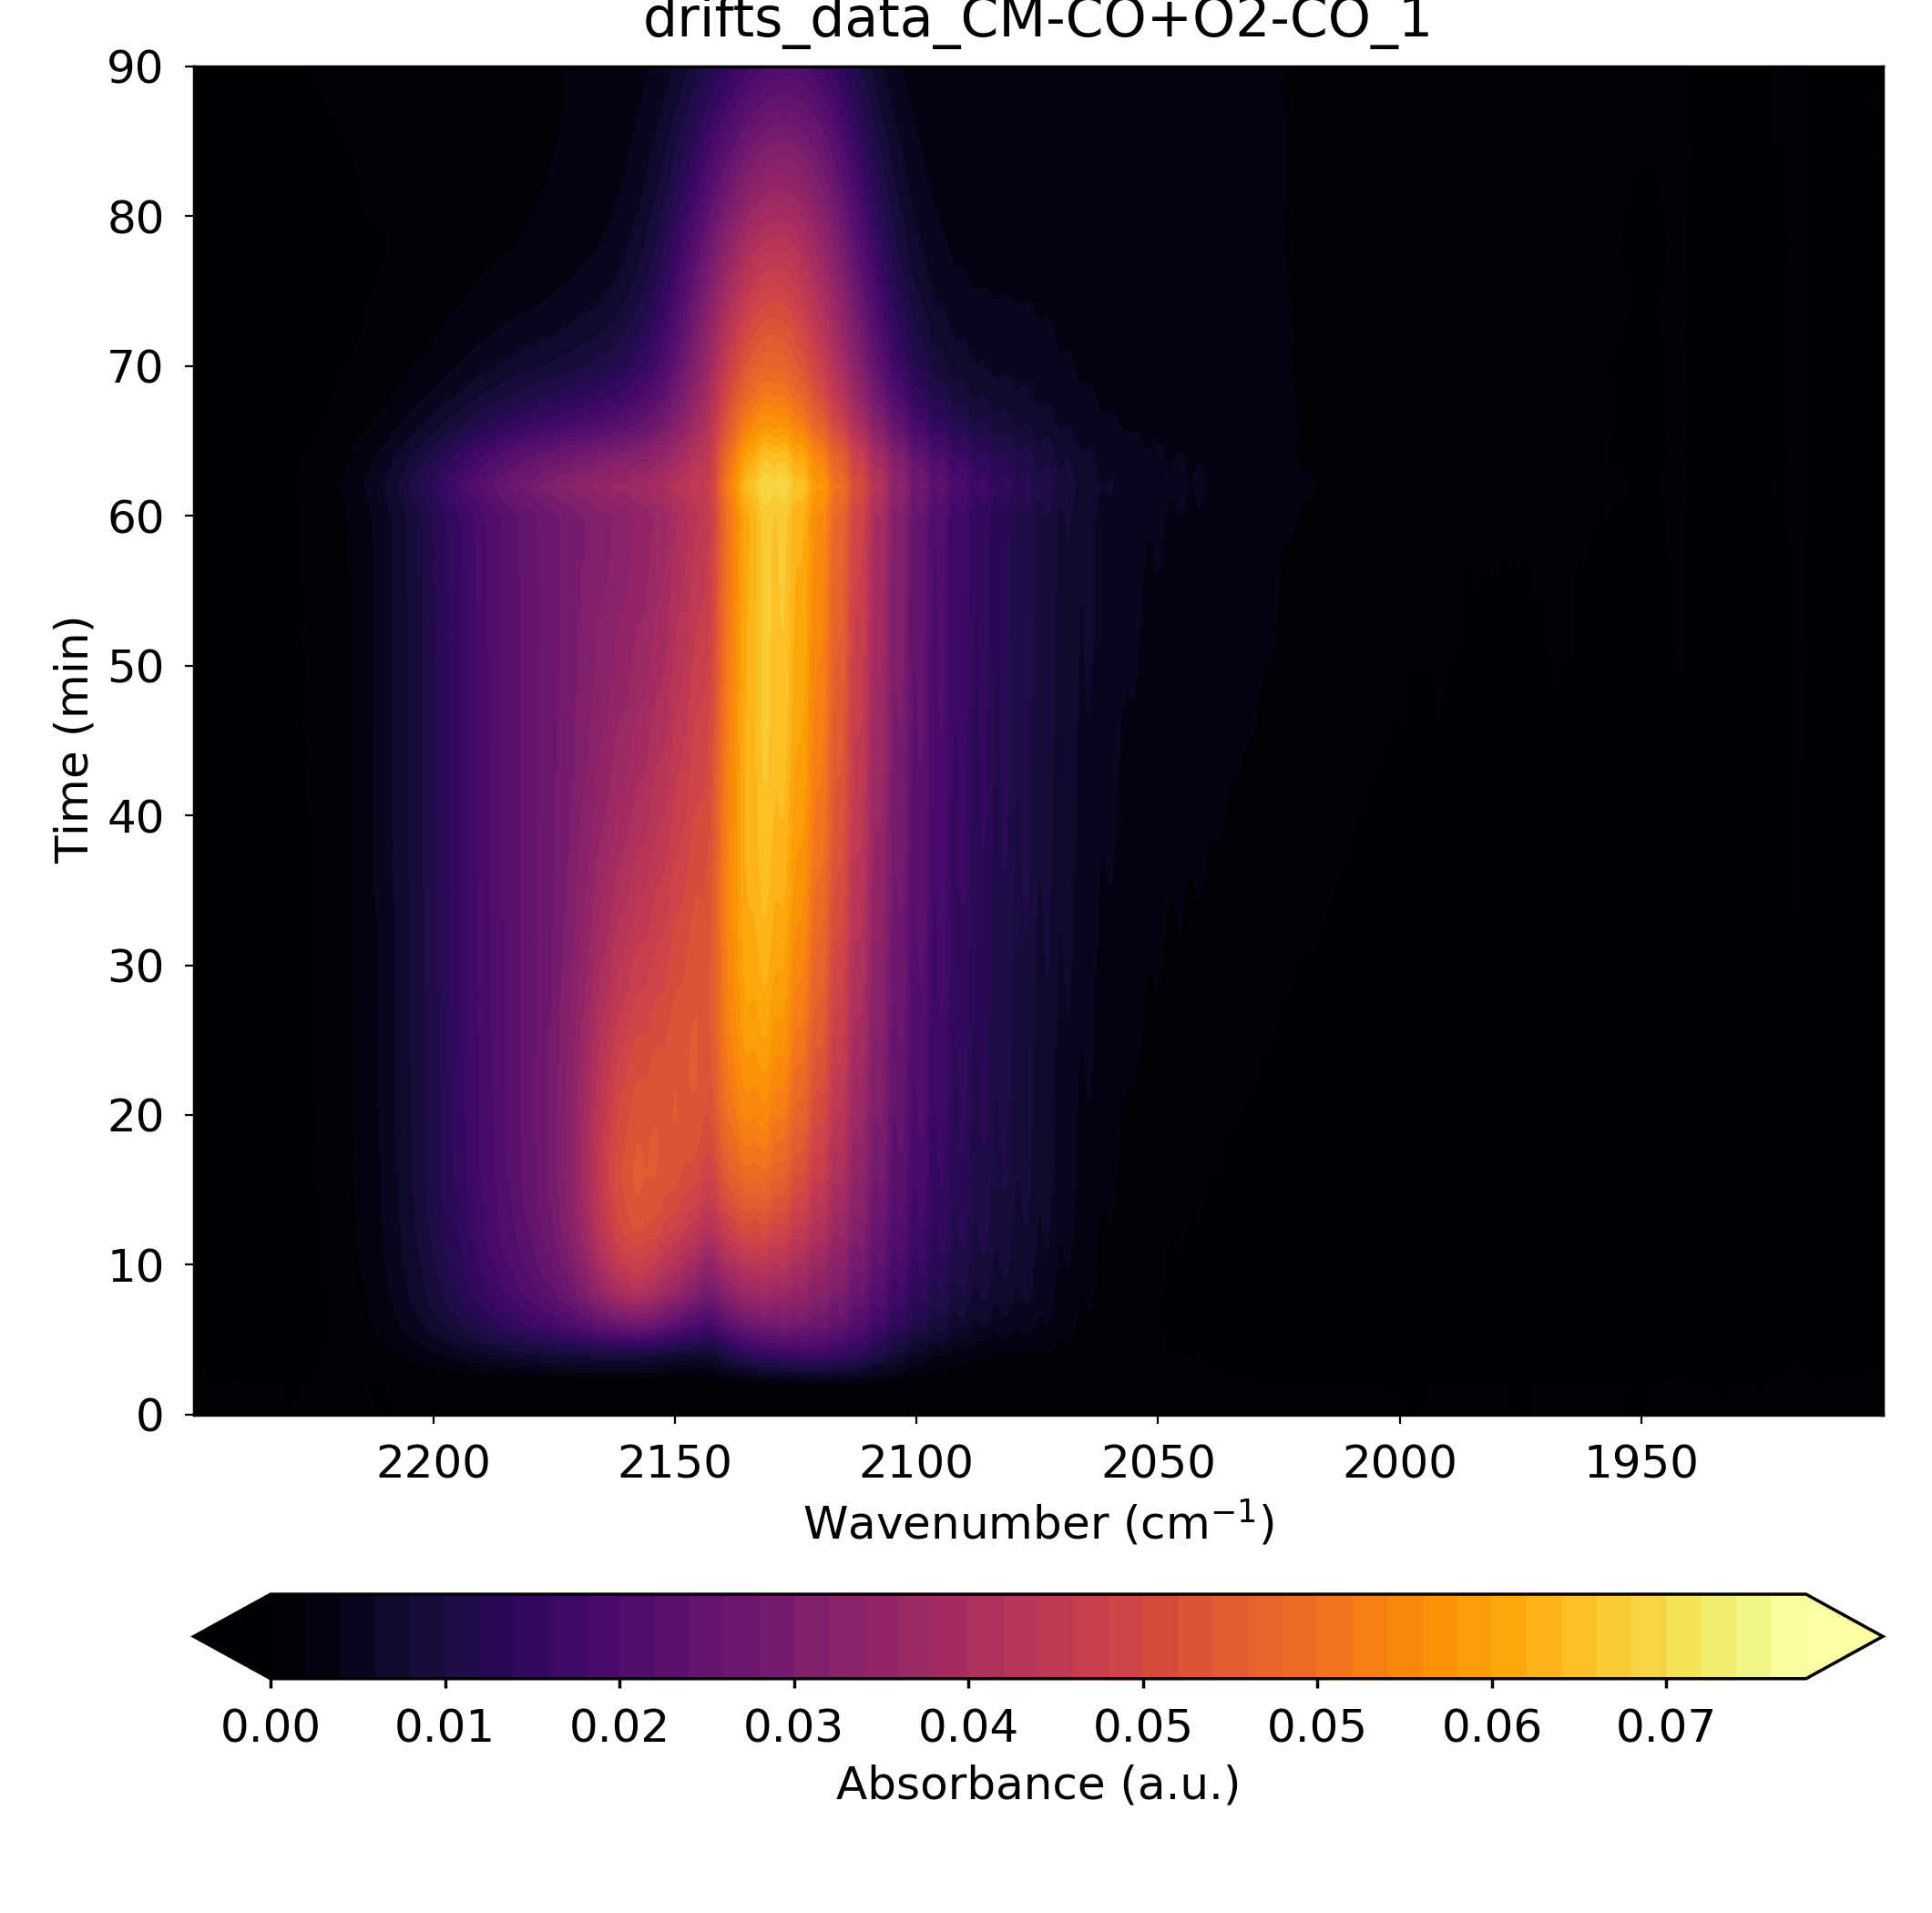 drifts_data_CM-CO+O2-CO_1
90
80
70
60
50
40
30
20
10
0
Time (min)
2200 2150 2100 2050 2000 1950
Wavenumber (cm⁻¹)
0.00 0.01 0.02 0.03 0.04 0.05 0.05 0.06 0.07
Absorbance (a.u.)